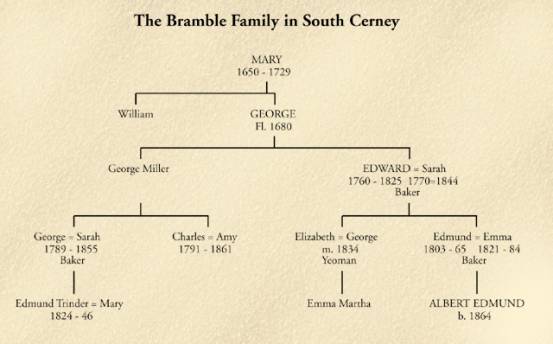 The Bramble Family in South Cerney
MARY
1650 - 1729
William
GEORGE
Fl. 1680
George Miller
EDWARD = Sarah
1760 - 1825 1770=1844
Baker
George = Sarah
1789 - 1855
Baker
Charles = Amy
1791 - 1861
Elizabeth = George
m. 1834
Yeoman
Edmund = Emma
1803 - 65 1821 - 84
Baker
Edmund Trinder = Mary
1824 - 46
Emma Martha
ALBERT EDMUND
b. 1864